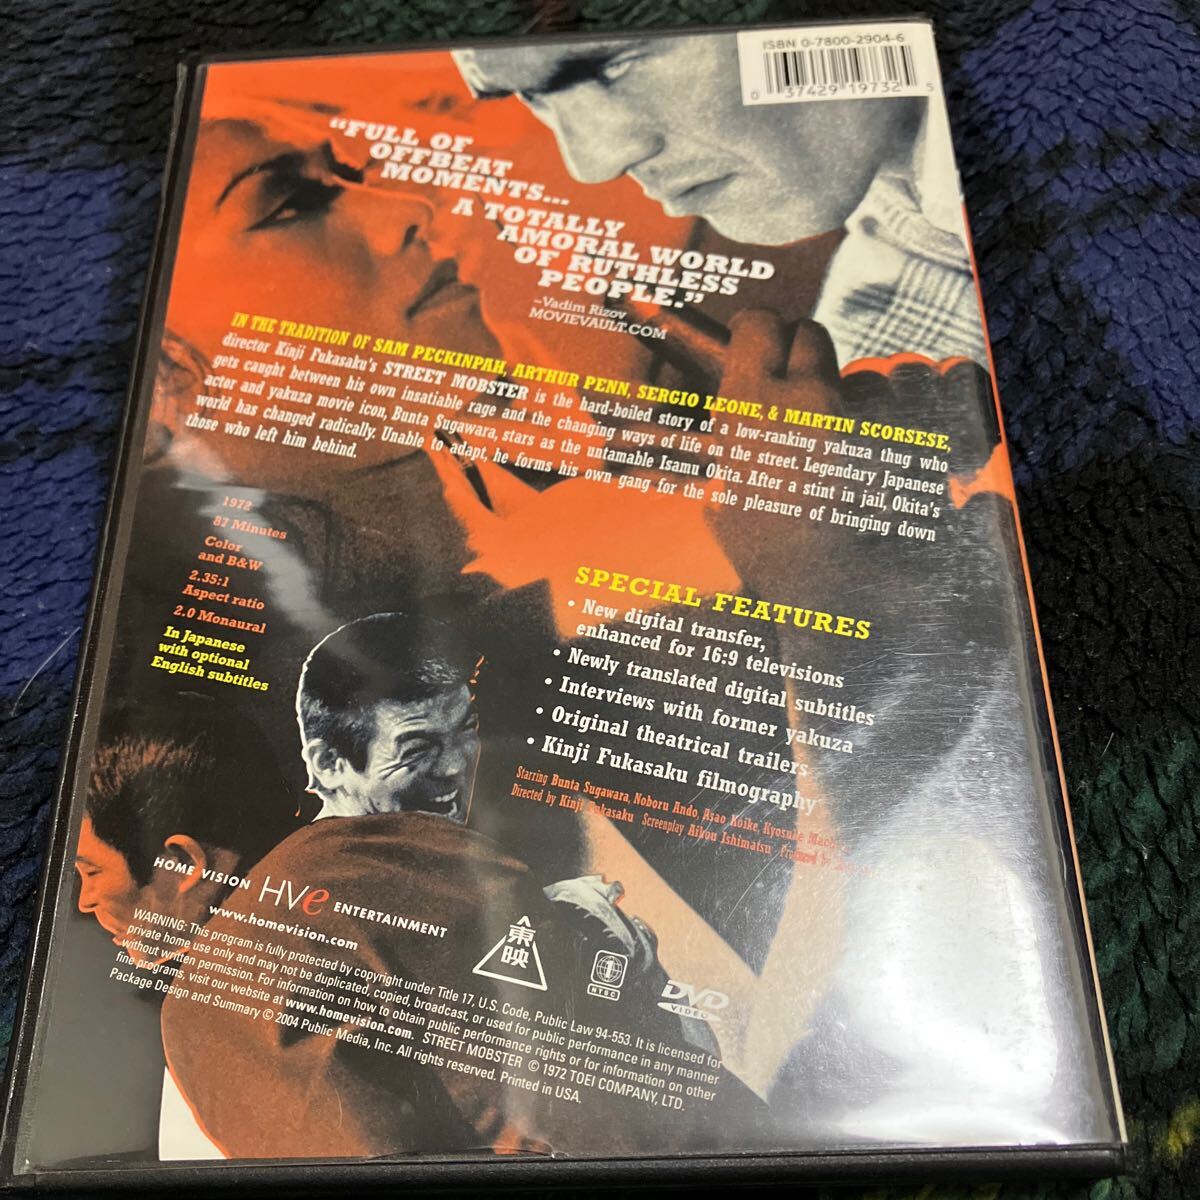 ISBN 0-7800-2904-6
0 37429 19732 5
“FULL OF
OFFBEAT
MOMENTS...
A TOTALLY
AMORAL WORLD
OF RUTHLESS
PEOPLE.”
–Vadim Rizov
MOVIEVAULT.COM
IN THE TRADITION OF SAM PECKINPAH, ARTHUR PENN, SERGIO LEONE, & MARTIN SCORSESE,
director Kinji Fukasaku's STREET MOBSTER is the hard-boiled story of a low-ranking yakuza thug who
gets caught between his own insatiable rage and the changing ways of life on the street. Legendary Japanese
actor and yakuza movie icon, Bunta Sugawara, stars as the untamable Isamu Okita. After a stint in jail, Okita's
world has changed radically. Unable to adapt, he forms his own gang for the sole pleasure of bringing down
those who left him behind.
1972
87 Minutes
Color
and B&W
2.35:1
Aspect ratio
2.0 Monaural
In Japanese
with optional
English subtitles
SPECIAL FEATURES
• New digital transfer,
enhanced for 16:9 televisions
• Newly translated digital subtitles
• Interviews with former yakuza
• Original theatrical trailers
• Kinji Fukasaku filmography
Starring Bunta Sugawara, Noboru Ando, Asao Koike, Kyosuke
Directed by Kinji Fukasaku Screenplay Aikou Ishimatsu Produced by
HOME VISION HVe ENTERTAINMENT
www.homevision.com
東映
1
NTSC
DVD
VIDEO
WARNING: This program is fully protected by copyright under Title 17, U.S. Code, Public Law 94-553. It is licensed for
private home use only and may not be duplicated, copied, broadcast, or used for public performance in any manner
without written permission. For information on how to obtain public performance rights or for information on other
fine programs, visit our website at www.homevision.com. STREET MOBSTER © 1972 TOEI COMPANY, LTD.
Package Design and Summary © 2004 Public Media, Inc. All rights reserved. Printed in USA.